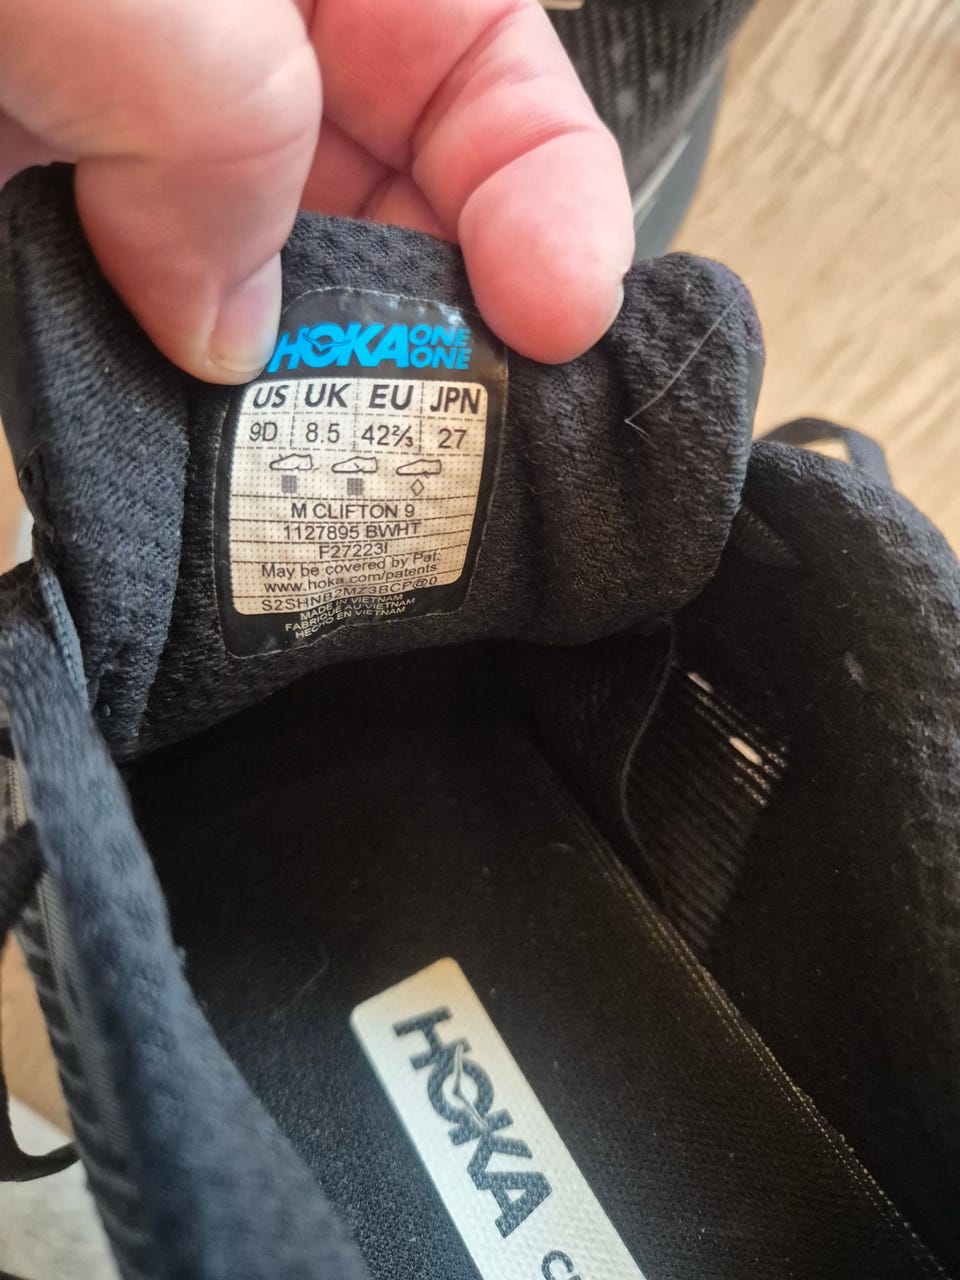 HOKA ONE ONE
US UK EU JPN
9D 8.5 42⅔ 27
M CLIFTON 9
1127895 BWHT
F27223I
May be covered by Pat.
www.hoka.com/patents
S2SHNB2MZ3BCP@0
MADE IN VIETNAM
FABRIQUÉ AU VIETNAM
HECHO EN VIETNAM
HOKA